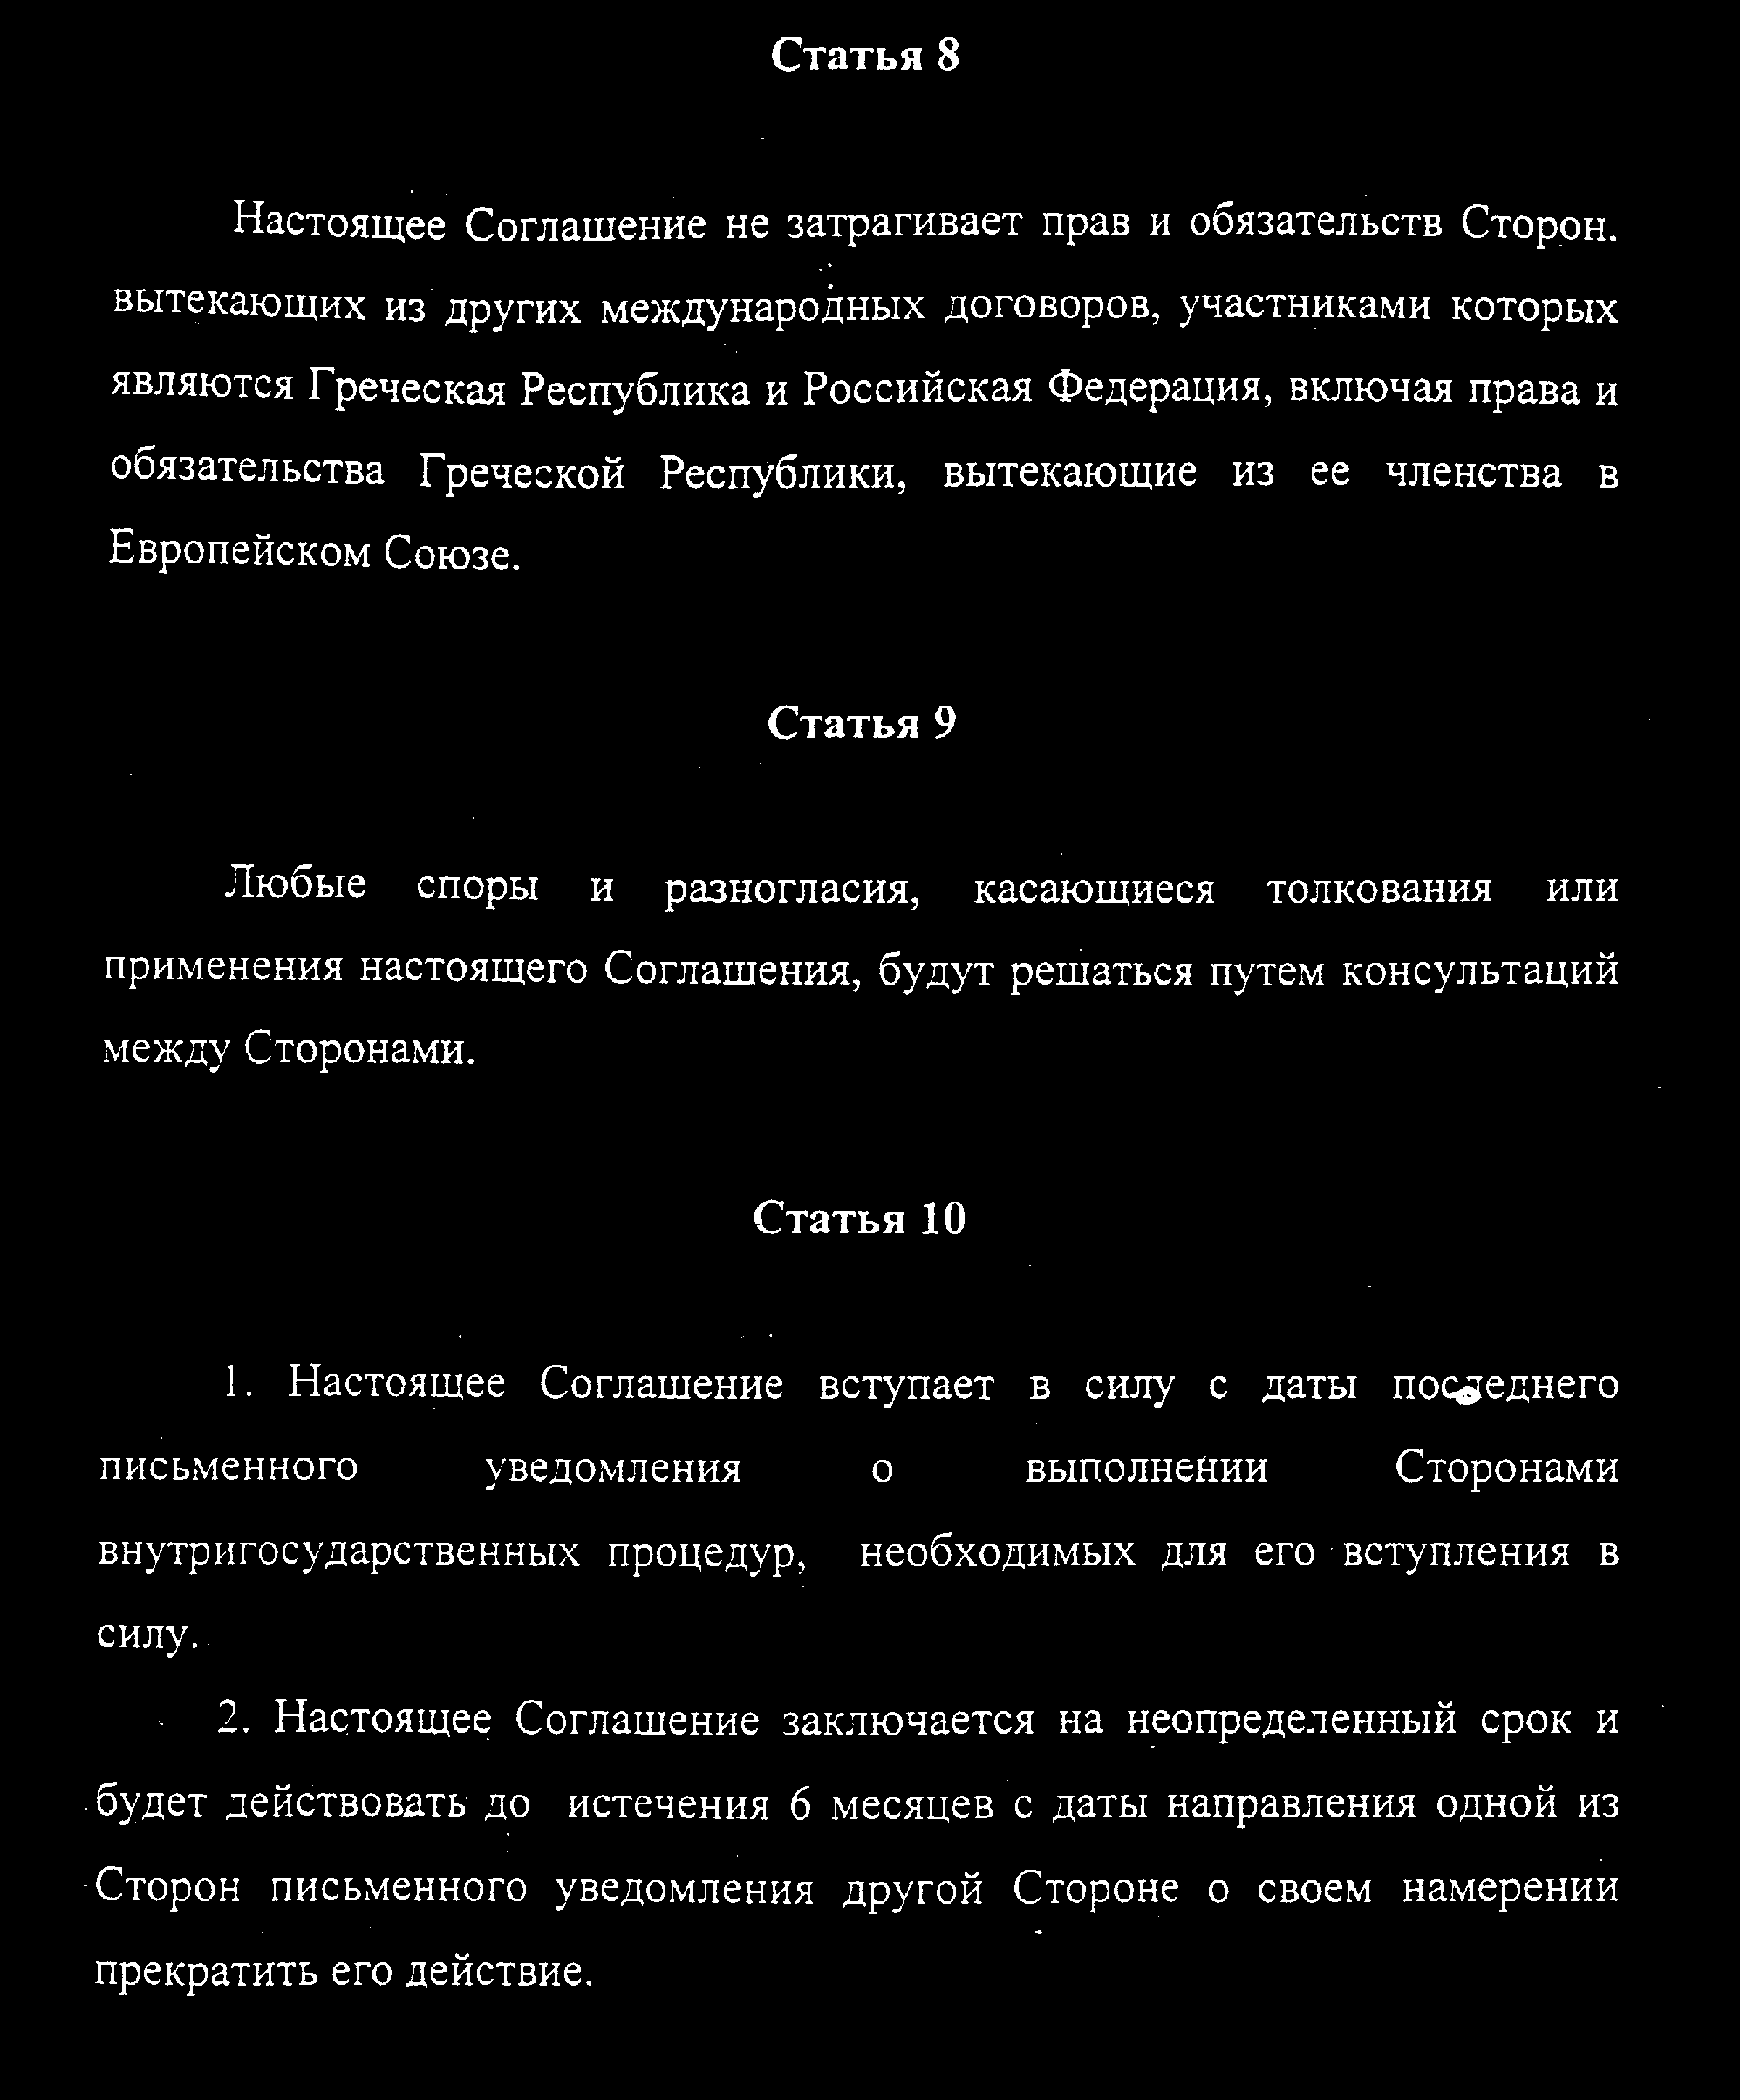 Статья 8
Настоящее Соглашение не затрагивает прав и обязательств Сторон.
вытекающих из других международных договоров, участниками которых
являются Греческая Республика и Российская Федерация, включая права и
обязательства Греческой Республики, вытекающие из ее членства в
Европейском Союзе.
Статья 9
Любые споры и разногласия, касающиеся толкования или
применения настоящего Соглашения, будут решаться путем консультаций
между Сторонами.
Статья 10
1. Настоящее Соглашение вступает в силу с даты последнего
письменного уведомления о выполнении Сторонами
внутригосударственных процедур, необходимых для его вступления в
силу.
2. Настоящее Соглашение заключается на неопределенный срок и
будет действовать до истечения 6 месяцев с даты направления одной из
Сторон письменного уведомления другой Стороне о своем намерении
прекратить его действие.